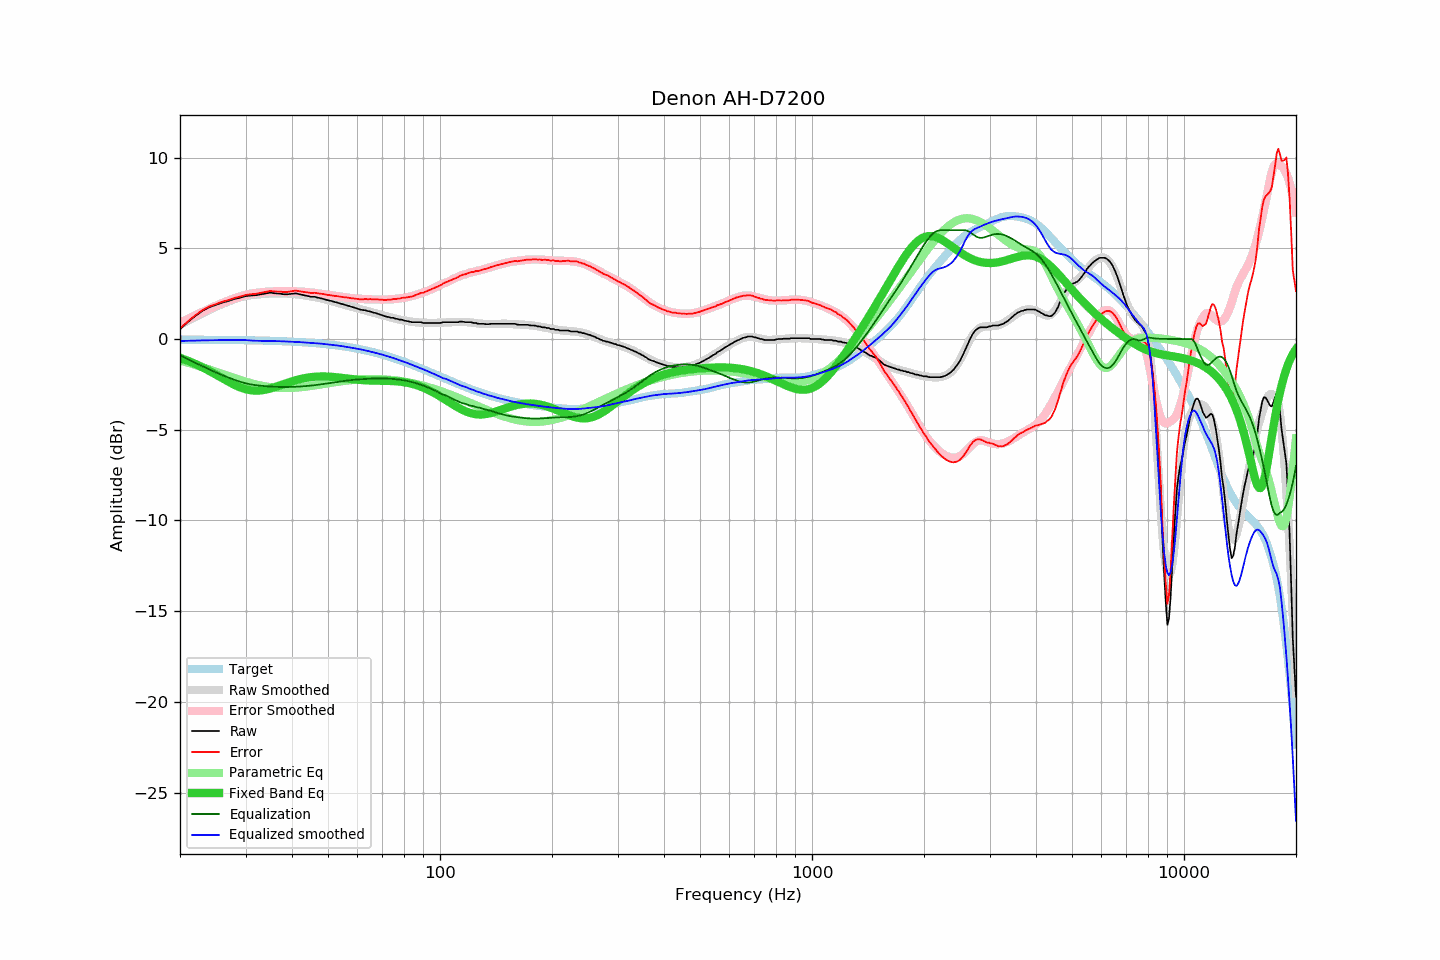 Denon AH-D7200
Amplitude (dBr)
10
5
0
−5
−10
−15
−20
−25
Target
Raw Smoothed
Error Smoothed
Raw
Error
Parametric Eq
Fixed Band Eq
Equalization
Equalized smoothed
100
1000
10000
Frequency (Hz)